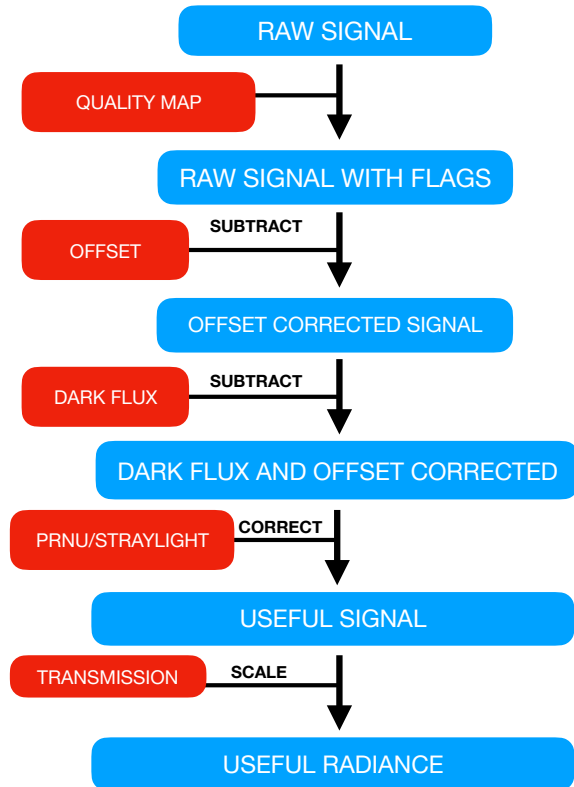 RAW SIGNAL
QUALITY MAP
RAW SIGNAL WITH FLAGS
SUBTRACT
OFFSET
OFFSET CORRECTED SIGNAL
SUBTRACT
DARK FLUX
DARK FLUX AND OFFSET CORRECTED
CORRECT
PRNU/STRAYLIGHT
USEFUL SIGNAL
SCALE
TRANSMISSION
USEFUL RADIANCE